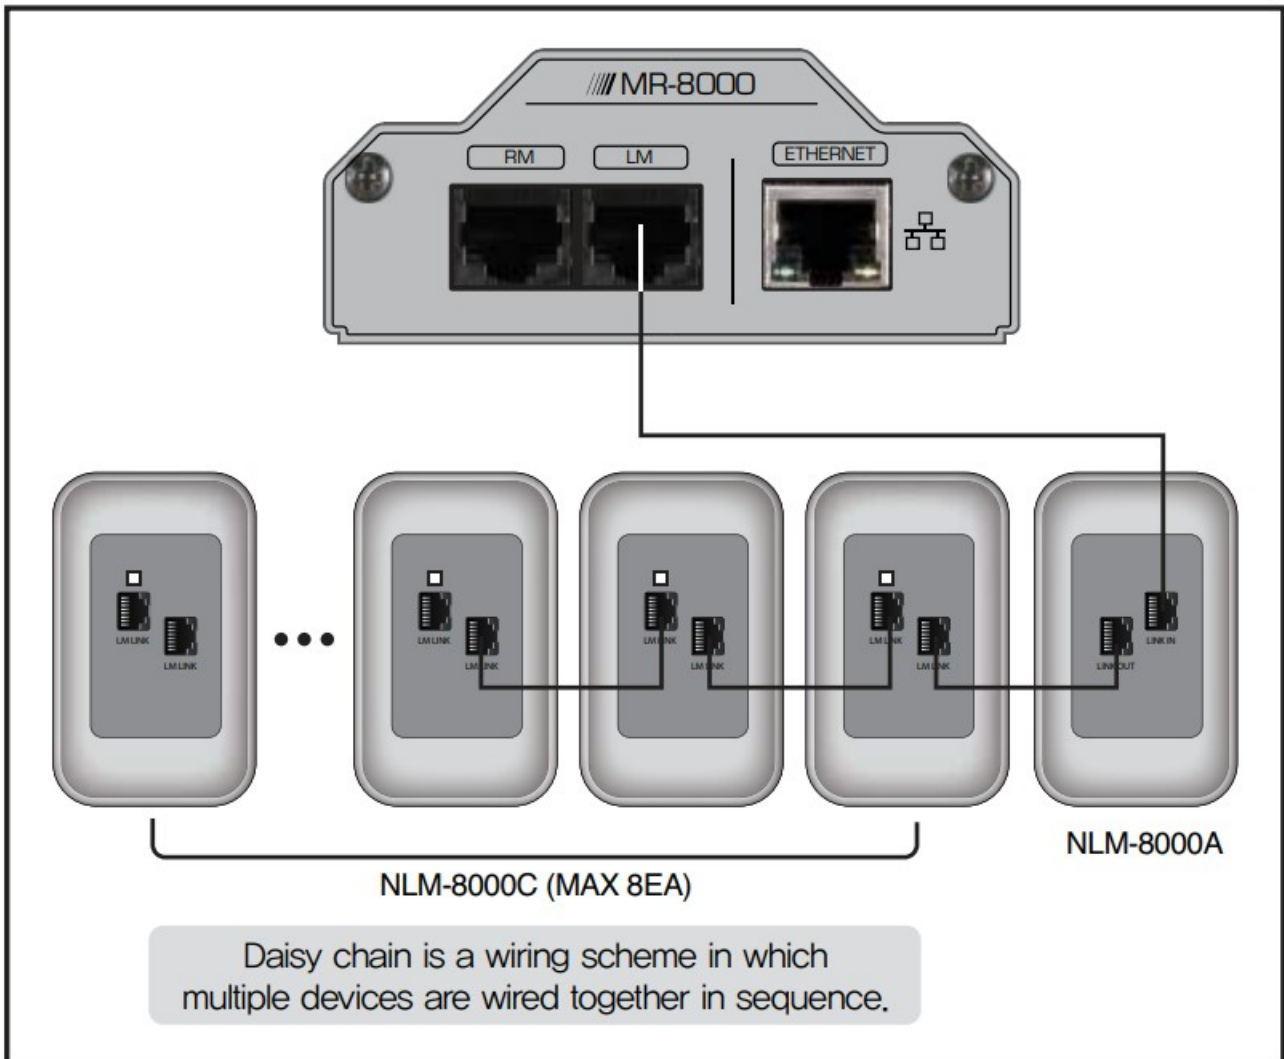 MR-8000
RM LM ETHERNET
LM LINK LM LINK LM LINK LM LINK LINK IN
LM LINK LM LINK LM LINK LM LINK LINK OUT
NLM-8000A
NLM-8000C (MAX 8EA)
Daisy chain is a wiring scheme in which
multiple devices are wired together in sequence.